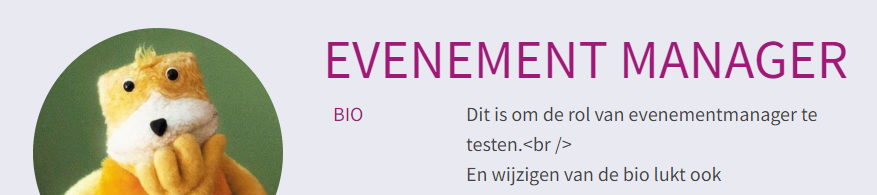 EVENEMENT MANAGER
BIO
Dit is om de rol van evenementmanager te
testen.<br />
En wijzigen van de bio lukt ook